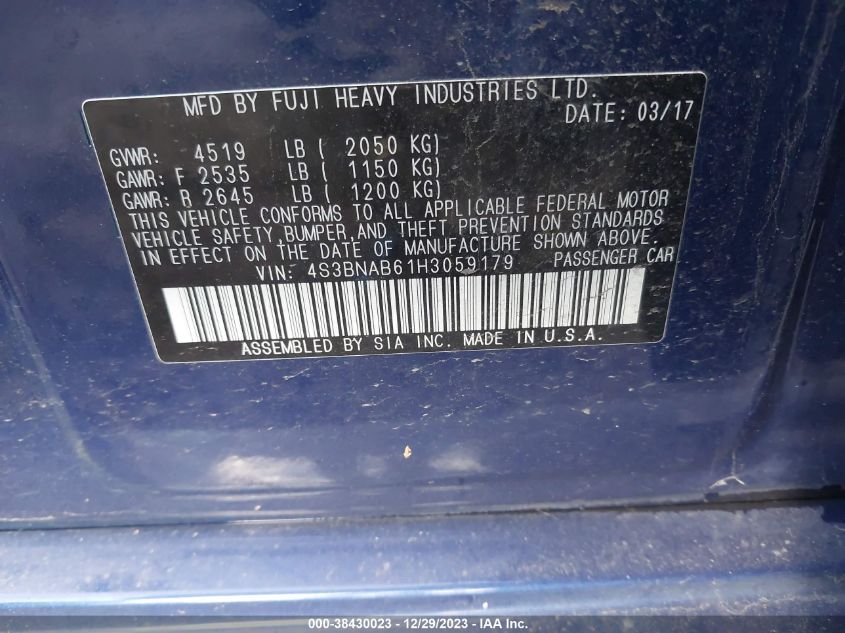 MFD BY FUJI HEAVY INDUSTRIES LTD.
DATE: 03/17
GVWR: 4519 LB ( 2050 KG)
GAWR: F 2535 LB ( 1150 KG)
GAWR: R 2645 LB ( 1200 KG)
THIS VEHICLE CONFORMS TO ALL APPLICABLE FEDERAL MOTOR
VEHICLE SAFETY,BUMPER,AND THEFT PREVENTION STANDARDS
IN EFFECT ON THE DATE OF MANUFACTURE SHOWN ABOVE.
VIN: 4S3BNAB61H3059179 PASSENGER CAR
ASSEMBLED BY SIA INC. MADE IN U.S.A.
000-38430023 - 12/29/2023 - IAA Inc.